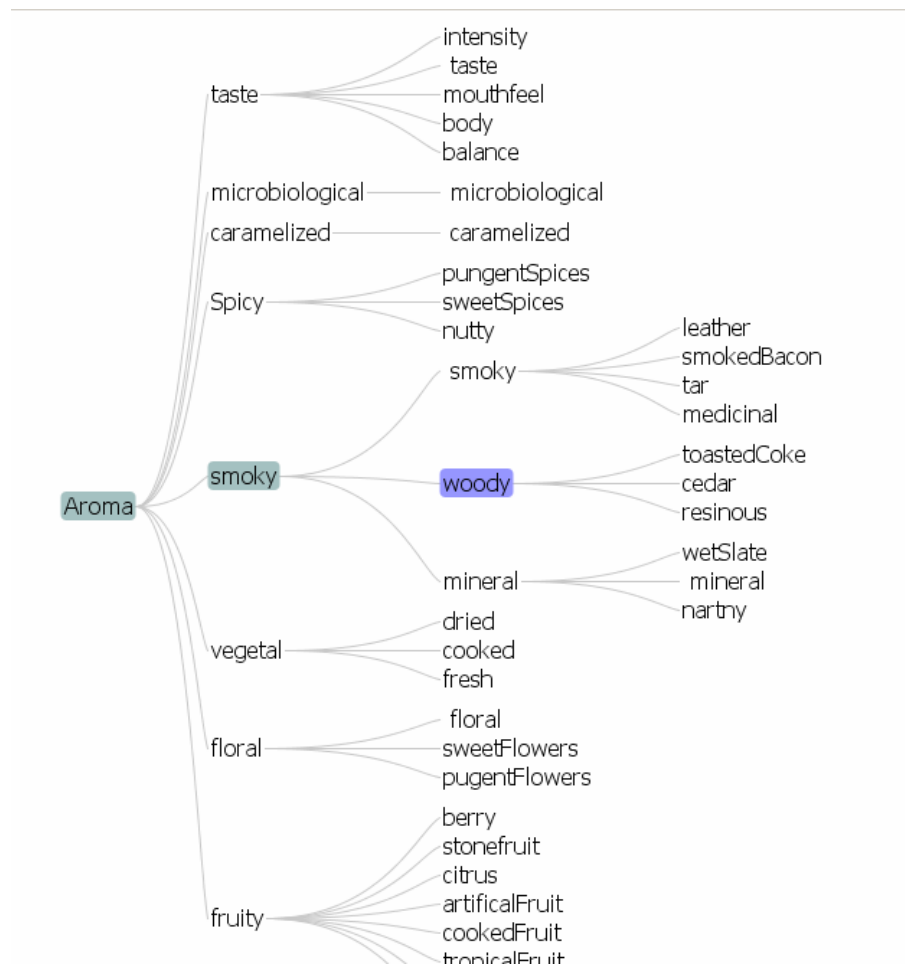 Aroma
taste
intensity
taste
mouthfeel
body
balance
microbiological
microbiological
caramelized
caramelized
Spicy
pungentSpices
sweetSpices
nutty
smoky
smoky
leather
smokedBacon
tar
medicinal
woody
toastedCoke
cedar
resinous
mineral
wetSlate
mineral
nartny
vegetal
dried
cooked
fresh
floral
floral
sweetFlowers
pugentFlowers
fruity
berry
stonefruit
citrus
artificalFruit
cookedFruit
tropicalFruit